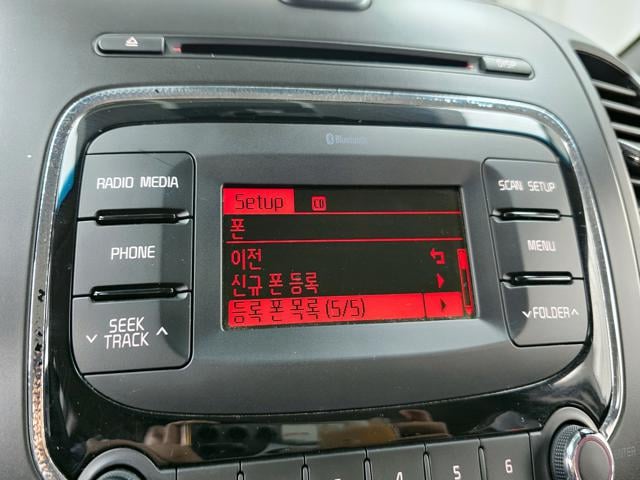 DISP
Bluetooth
RADIO MEDIA
PHONE
SEEK
TRACK
Setup CD
폰
이전
신규 폰 등록
등록 폰 목록 (5/5)
SCAN SETUP
MENU
FOLDER
1 2 3 4 5 6